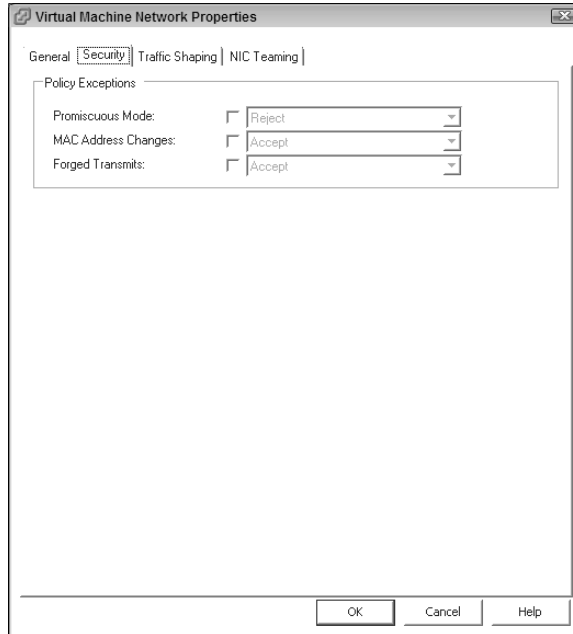 Virtual Machine Network Properties
General Security Traffic Shaping NIC Teaming
Policy Exceptions
Promiscuous Mode: Reject
MAC Address Changes: Accept
Forged Transmits: Accept
OK Cancel Help